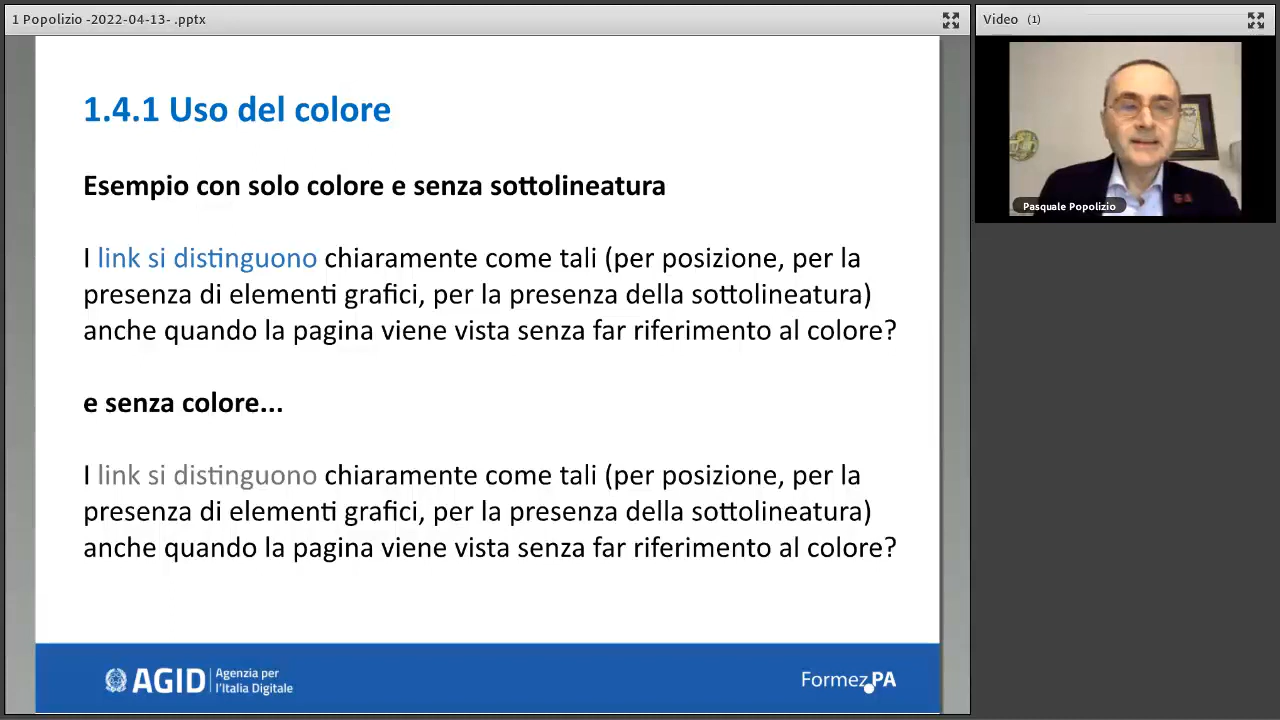 1 Popolizio -2022-04-13- .pptx
Video (1)
1.4.1 Uso del colore
Esempio con solo colore e senza sottolineatura
I link si distinguono chiaramente come tali (per posizione, per la
presenza di elementi grafici, per la presenza della sottolineatura)
anche quando la pagina viene vista senza far riferimento al colore?
e senza colore...
I link si distinguono chiaramente come tali (per posizione, per la
presenza di elementi grafici, per la presenza della sottolineatura)
anche quando la pagina viene vista senza far riferimento al colore?
AGID Agenzia per
l'Italia Digitale
Formez PA
Pasquale Popolizio